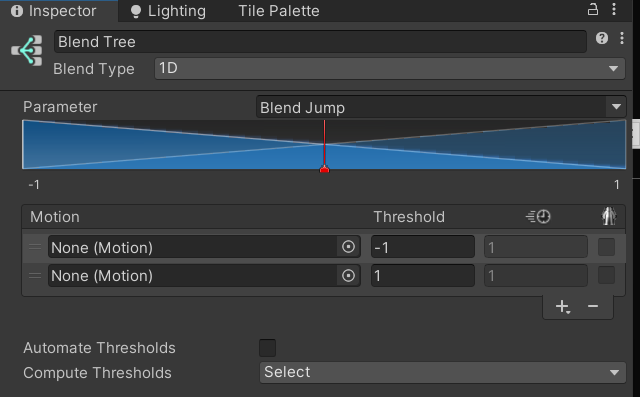 Inspector Lighting Tile Palette
Blend Tree
Blend Type 1D
Parameter Blend Jump
-1 1
Motion Threshold
None (Motion) -1 1
None (Motion) 1 1
Automate Thresholds
Compute Thresholds Select